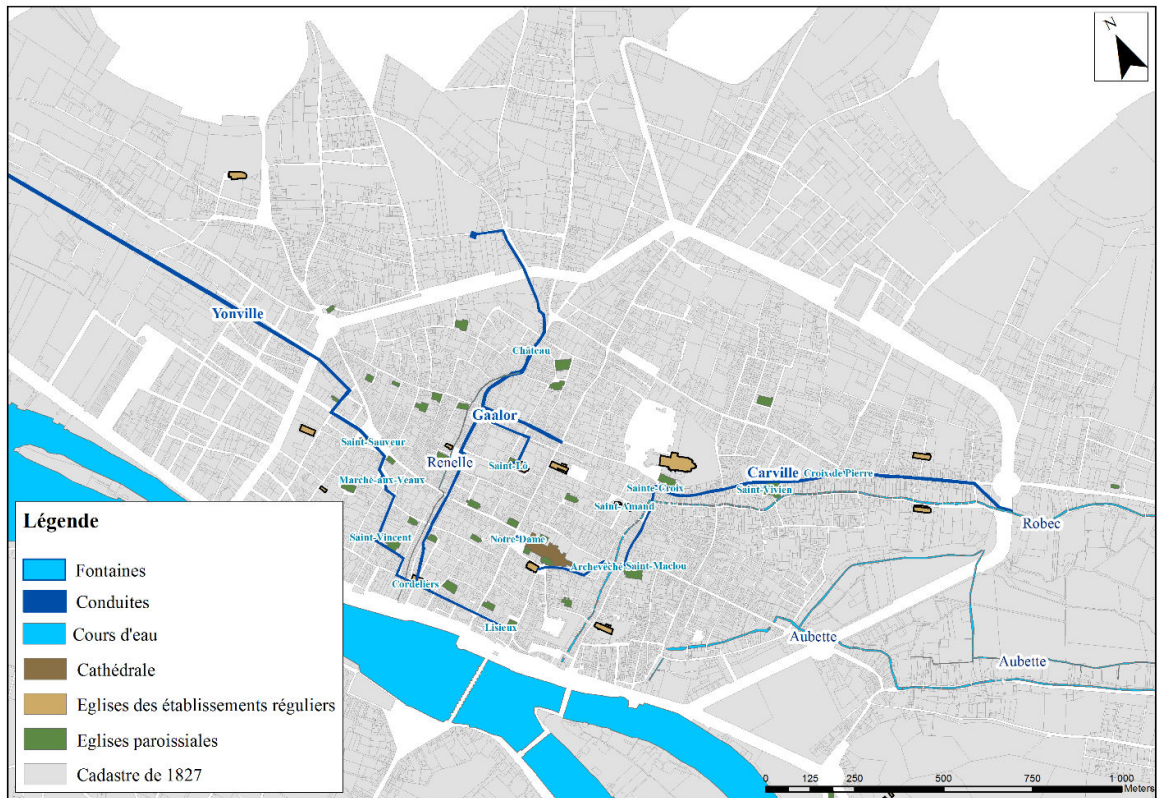 N
Yonville
Château
Gaalor
Saint-Sauveur
Renelle
Saint-Lô
Marché-aux-Veaux
Carville
Croix de Pierre
Sainte-Croix
Saint-Vivien
Saint-Amand
Robec
Saint-Vincent
Notre-Dame
Archevêché
Saint-Maclou
Cordeliers
Lisieux
Aubette
Aubette
Légende
Fontaines
Conduites
Cours d'eau
Cathédrale
Eglises des établissements réguliers
Eglises paroissiales
Cadastre de 1827
0 125 250 500 750 1 000
Meters